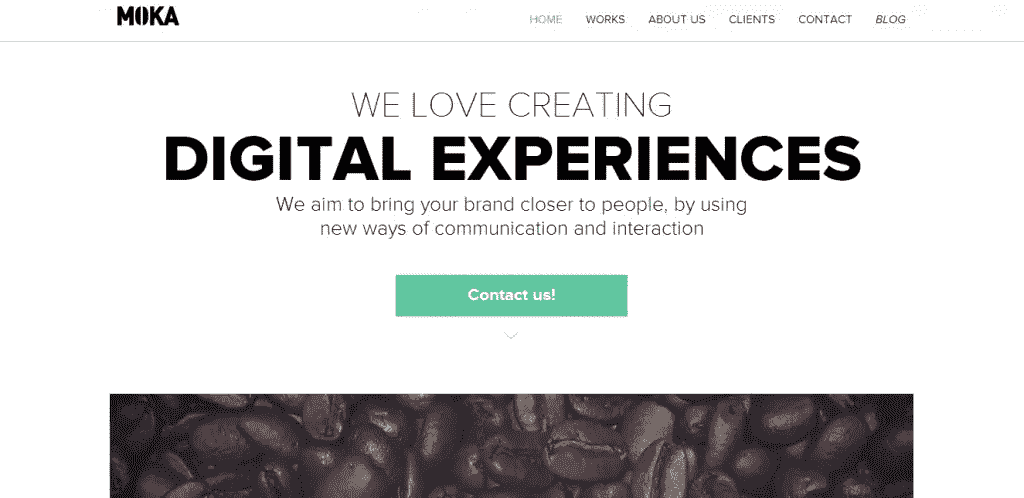 MOKA
HOME WORKS ABOUT US CLIENTS CONTACT BLOG
WE LOVE CREATING
DIGITAL EXPERIENCES
We aim to bring your brand closer to people, by using
new ways of communication and interaction
Contact us!